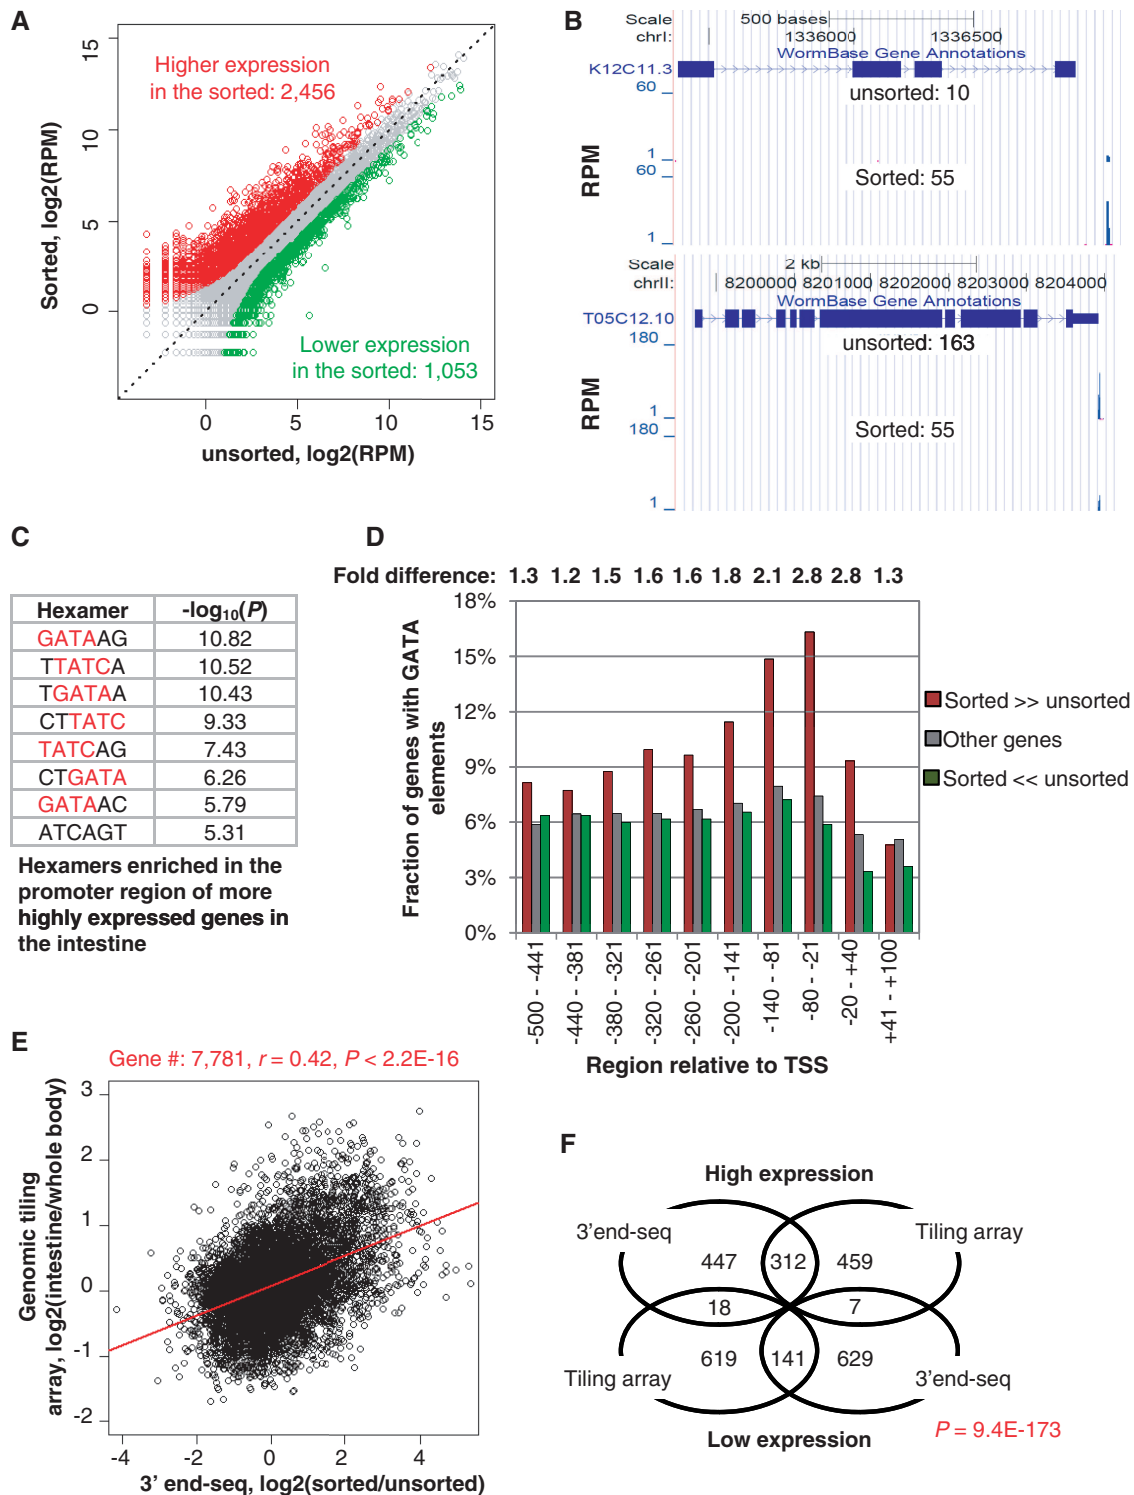 A
15
10
5
0
Sorted, log2(RPM)
Higher expression
in the sorted: 2,456
Lower expression
in the sorted: 1,053
0 5 10 15
unsorted, log2(RPM)
B
Scale 500 bases
chrI: 1336000 1336500
WormBase Gene Annotations
K12C11.3
60
unsorted: 10
RPM
1
60
Sorted: 55
1
Scale 2 kb
chrII: 8200000 8201000 8202000 8203000 8204000
WormBase Gene Annotations
T05C12.10
180
unsorted: 163
RPM
1
180
Sorted: 55
1
C
Hexamer -log10(P)
GATAAG 10.82
TTATCA 10.52
TGATAA 10.43
CTTATC 9.33
TATCAG 7.43
CTGATA 6.26
GATAAC 5.79
ATCAGT 5.31
Hexamers enriched in the
promoter region of more
highly expressed genes in
the intestine
D
Fold difference: 1.3 1.2 1.5 1.6 1.6 1.8 2.1 2.8 2.8 1.3
Fraction of genes with GATA
elements
18%
15%
12%
9%
6%
3%
0%
Sorted >> unsorted
Other genes
Sorted << unsorted
-500 - -441
-440 - -381
-380 - -321
-320 - -261
-260 - -201
-200 - -141
-140 - -81
-80 - -21
-20 - +40
+41 - +100
Region relative to TSS
E
Gene #: 7,781, r = 0.42, P < 2.2E-16
Genomic tiling
array, log2(intestine/whole body)
3
2
1
0
-1
-2
-4 -2 0 2 4
3' end-seq, log2(sorted/unsorted)
F
High expression
3'end-seq Tiling array
447 312 459
18 7
619 141 629
Tiling array 3'end-seq
Low expression
P = 9.4E-173